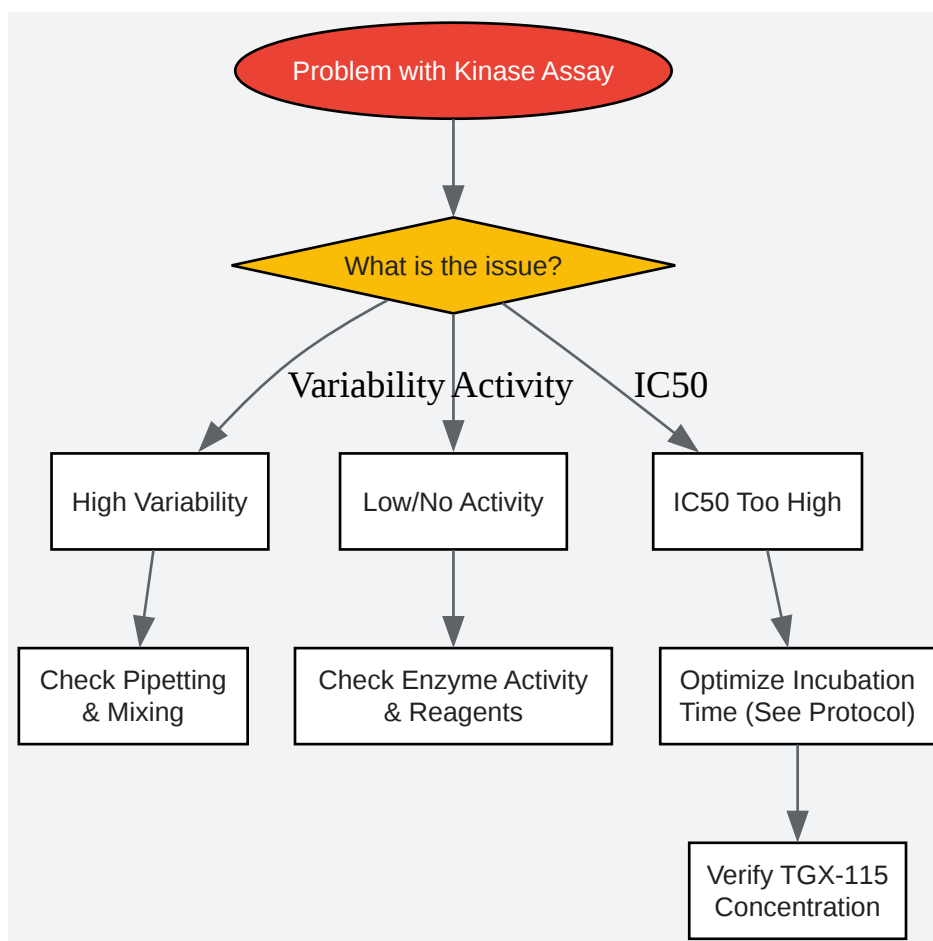 Problem with Kinase Assay
What is the issue?
Variability
Activity
IC50
High Variability
Low/No Activity
IC50 Too High
Check Pipetting
& Mixing
Check Enzyme Activity
& Reagents
Optimize Incubation
Time (See Protocol)
Verify TGX-115
Concentration